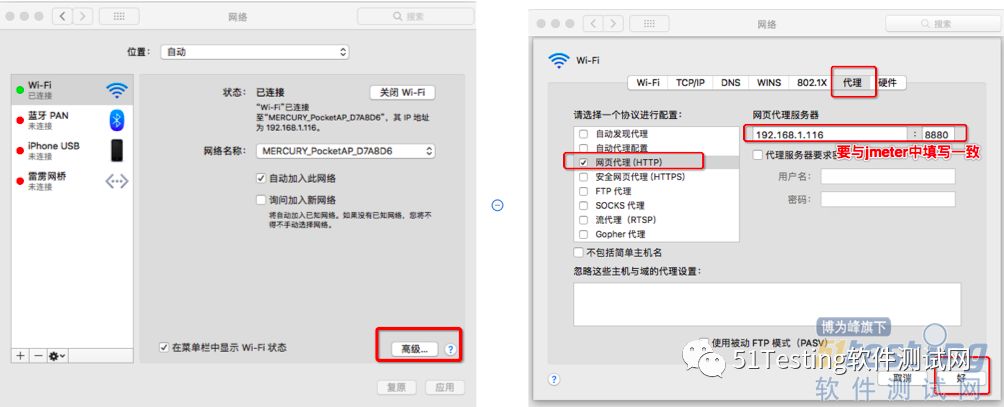 网络
搜索
位置：
自动
Wi-Fi
已连接
蓝牙 PAN
未连接
iPhone USB
未连接
雷雳网桥
未连接
状态：
已连接
关闭 Wi-Fi
“Wi-Fi”已连接
至“MERCURY_PocketAP_D7A8D6”，其 IP 地址
为 192.168.1.116。
网络名称：
MERCURY_PocketAP_D7A8D6
自动加入此网络
询问加入新网络
将自动加入已知网络。如果没有已知网络，您将不
得不手动选择网络。
在菜单栏中显示 Wi-Fi 状态
高级...
?
复原
应用
网络
搜索
Wi-Fi
Wi-Fi
TCP/IP
DNS
WINS
802.1X
代理
硬件
请选择一个协议进行配置：
自动发现代理
自动代理配置
网页代理 (HTTP)
安全网页代理 (HTTPS)
FTP 代理
SOCKS 代理
流代理（RTSP）
Gopher 代理
网页代理服务器
192.168.1.116 : 8880
要与jmeter中填写一致
代理服务器要求
用户名：
密码：
不包括简单主机名
忽略这些主机与域的代理设置：
使用被动 FTP 模式（PASV）
?
取消
好
博为峰旗下
51testing
软件测试网
51Testing软件测试网